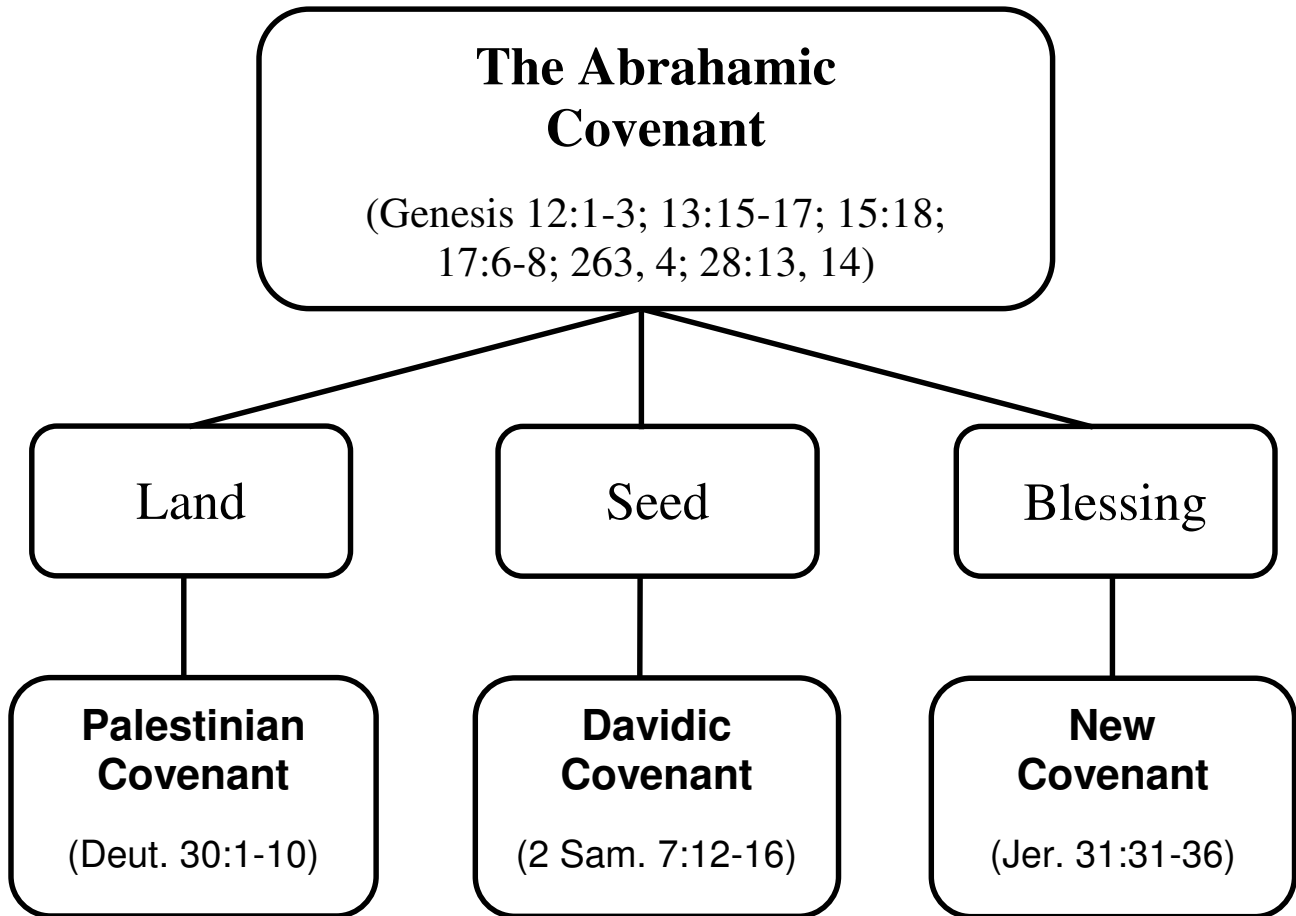 The Abrahamic
Covenant
(Genesis 12:1-3; 13:15-17; 15:18;
17:6-8; 263, 4; 28:13, 14)
Land
Seed
Blessing
Palestinian
Covenant
(Deut. 30:1-10)
Davidic
Covenant
(2 Sam. 7:12-16)
New
Covenant
(Jer. 31:31-36)